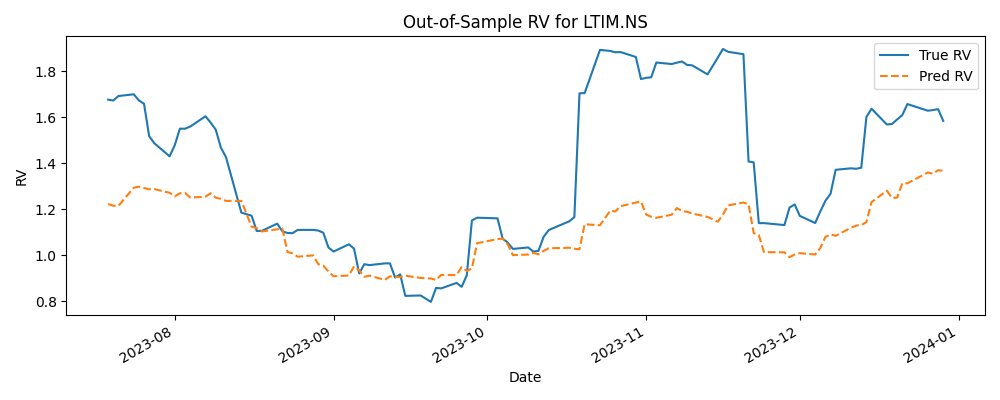 Out-of-Sample RV for LTIM.NS
True RV
Pred RV
RV
1.8
1.6
1.4
1.2
1.0
0.8
2023-08
2023-09
2023-10
2023-11
2023-12
2024-01
Date